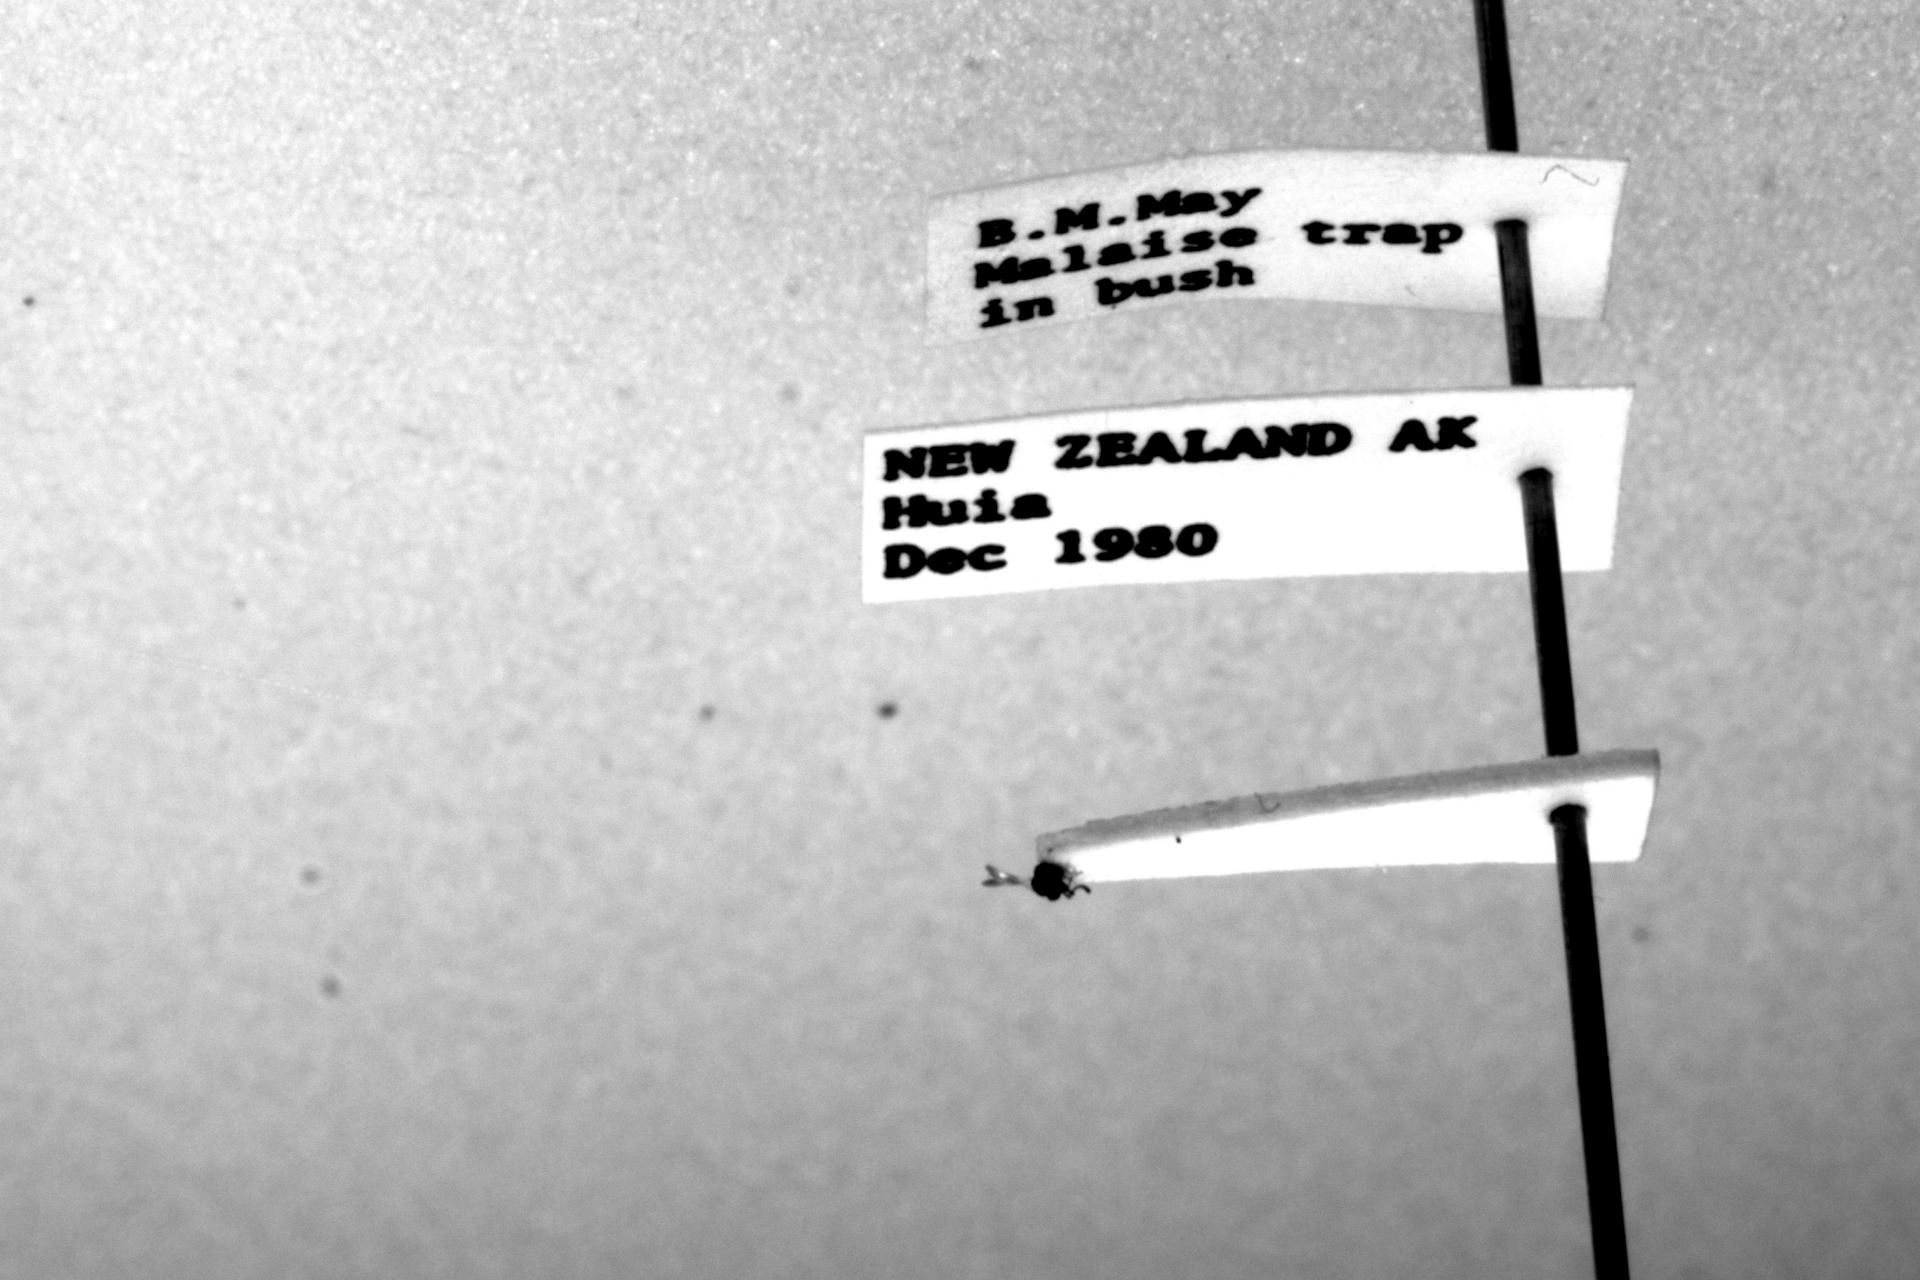 B.M.May
Malaise trap
in bush
NEW ZEALAND AK
Huia
Dec 1980